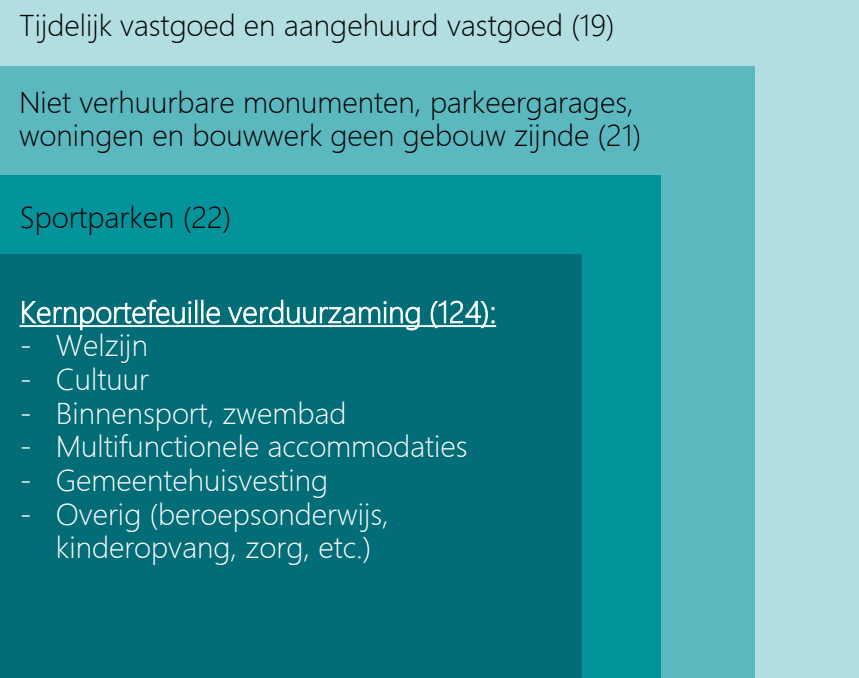 Tijdelijk vastgoed en aangehuurd vastgoed (19)
Niet verhuurbare monumenten, parkeergarages,
woningen en bouwwerk geen gebouw zijnde (21)
Sportparken (22)
Kernportefeuille verduurzaming (124):
- Welzijn
- Cultuur
- Binnensport, zwembad
- Multifunctionele accommodaties
- Gemeentehuisvesting
- Overig (beroepsonderwijs,
kinderopvang, zorg, etc.)